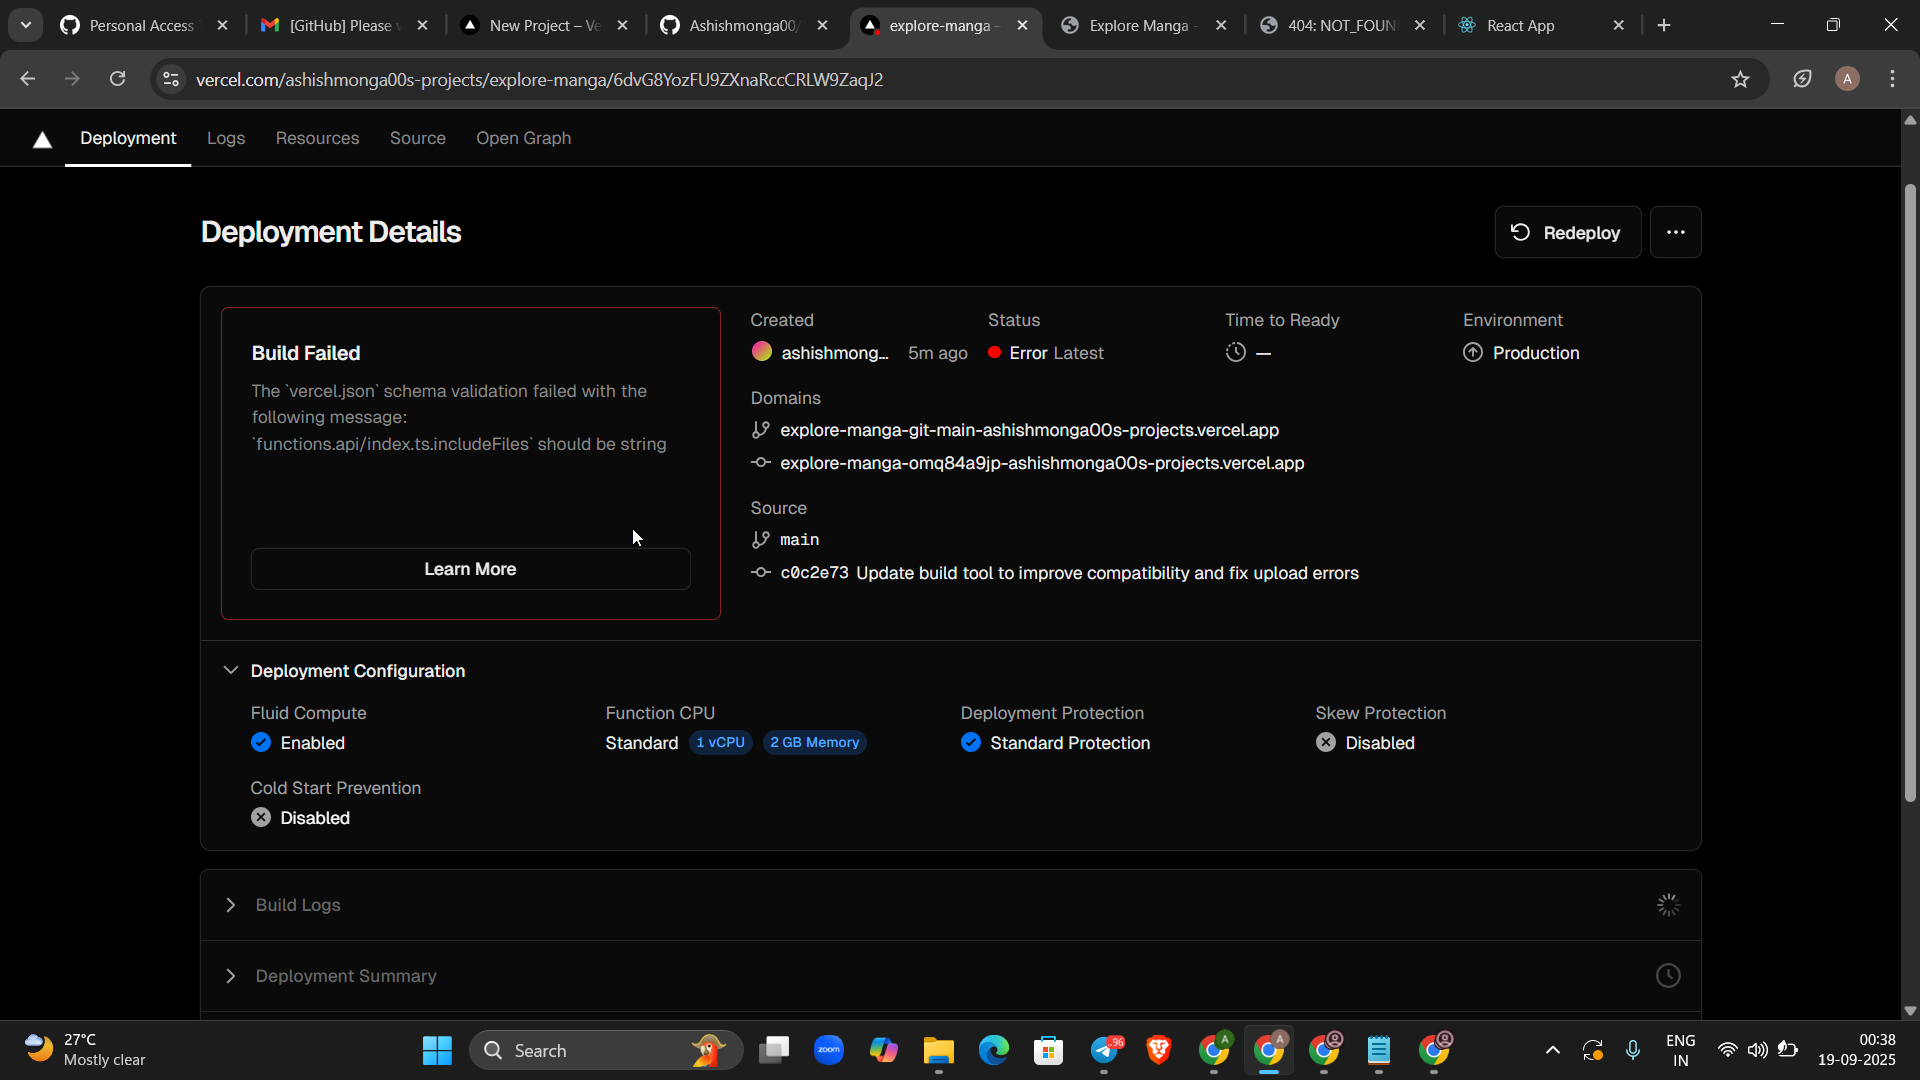 Personal Access
[GitHub] Please
New Project – Ve
Ashishmonga00/
explore-manga
Explore Manga
404: NOT_FOUN
React App
vercel.com/ashishmonga00s-projects/explore-manga/6dvG8YozFU9ZXnaRccCRLW9ZaqJ2
A
Deployment
Logs
Resources
Source
Open Graph
Deployment Details
Redeploy
Build Failed
The `vercel.json` schema validation failed with the
following message:
`functions.api/index.ts.includeFiles` should be string
Learn More
Created
Status
Time to Ready
Environment
ashishmong... 5m ago
Error Latest
—
Production
Domains
explore-manga-git-main-ashishmonga00s-projects.vercel.app
explore-manga-omq84a9jp-ashishmonga00s-projects.vercel.app
Source
main
c0c2e73 Update build tool to improve compatibility and fix upload errors
Deployment Configuration
Fluid Compute
Function CPU
Deployment Protection
Skew Protection
Enabled
Standard 1 vCPU 2 GB Memory
Standard Protection
Disabled
Cold Start Prevention
Disabled
Build Logs
Deployment Summary
27°C
Mostly clear
Search
zoom
96
A
A
ENG
IN
00:38
19-09-2025